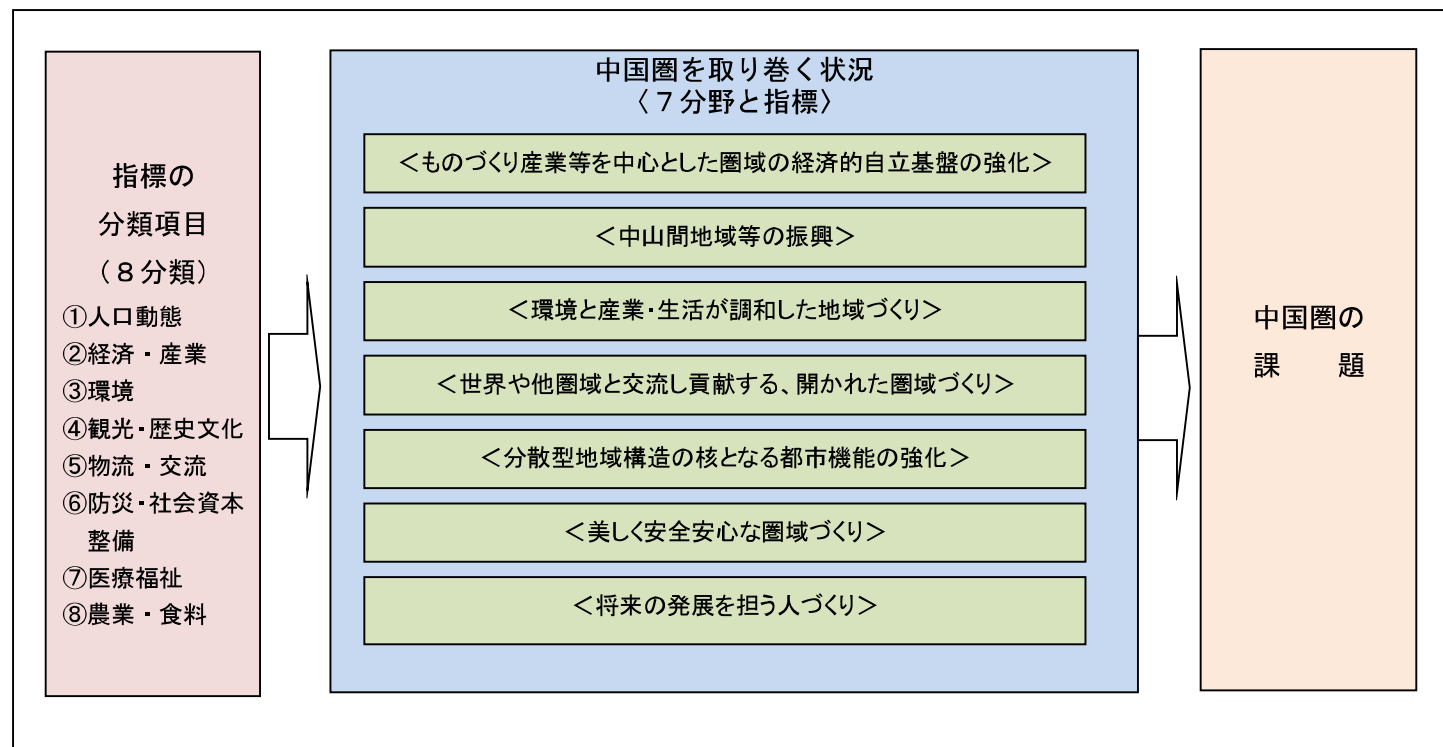 指標の
分類項目
（８分類）
①人口動態
②経済・産業
③環境
④観光・歴史文化
⑤物流・交流
⑥防災・社会資本
整備
⑦医療福祉
⑧農業・食料
中国圏を取り巻く状況
〈７分野と指標〉
＜ものづくり産業等を中心とした圏域の経済的自立基盤の強化＞
＜中山間地域等の振興＞
＜環境と産業・生活が調和した地域づくり＞
＜世界や他圏域と交流し貢献する、開かれた圏域づくり＞
＜分散型地域構造の核となる都市機能の強化＞
＜美しく安全安心な圏域づくり＞
＜将来の発展を担う人づくり＞
中国圏の
課　　題